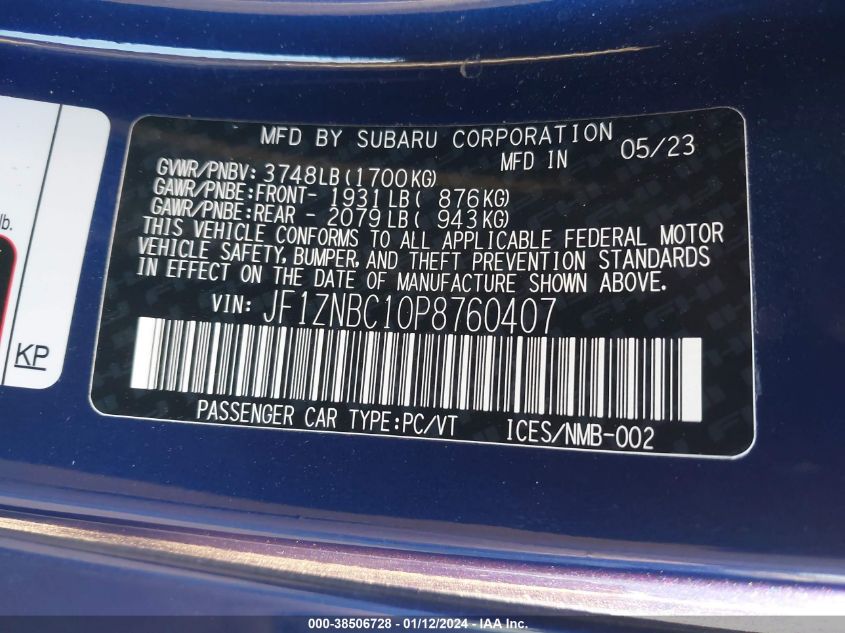 MFD BY SUBARU CORPORATION
MFD IN 05/23
GVWR/PNBV: 3748LB(1700KG)
GAWR/PNBE:FRONT- 1931LB( 876KG)
GAWR/PNBE:REAR - 2079LB( 943KG)
THIS VEHICLE CONFORMS TO ALL APPLICABLE FEDERAL MOTOR
VEHICLE SAFETY, BUMPER, AND THEFT PREVENTION STANDARDS
IN EFFECT ON THE DATE OF MANUFACTURE SHOWN ABOVE.
VIN: JF1ZNBC10P8760407
PASSENGER CAR TYPE:PC/VT ICES/NMB-002
lb.
KP
000-38506728 - 01/12/2024 - IAA Inc.